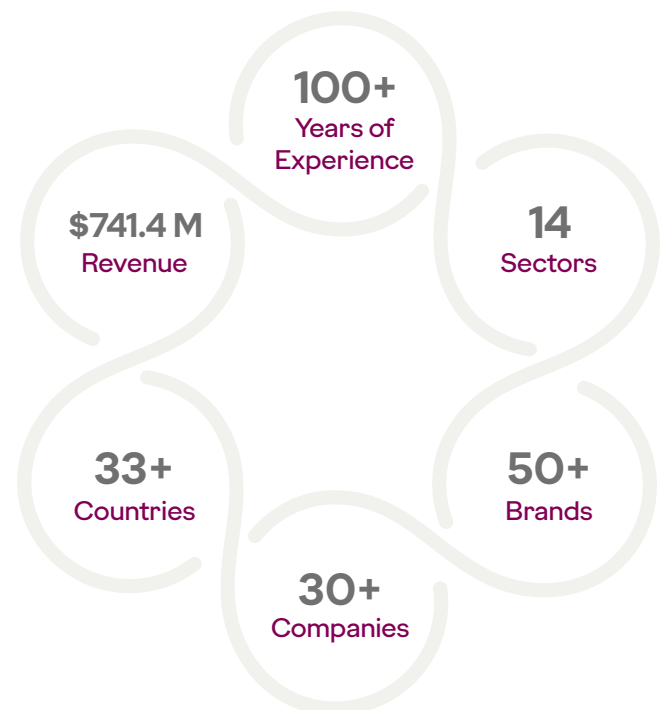 100+
Years of
Experience
14
Sectors
50+
Brands
30+
Companies
33+
Countries
$741.4 M
Revenue